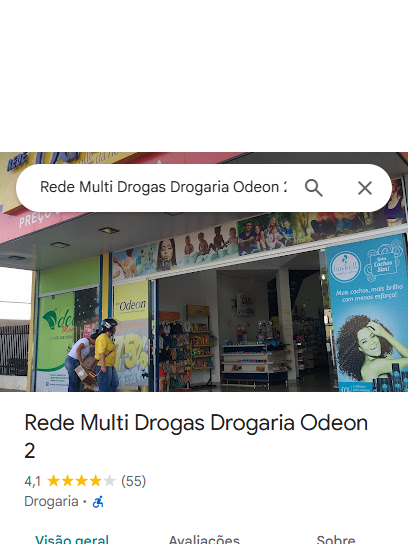 REDE
Rede Multi Drogas Drogaria Odeon 2
PREÇO
Odeon
Mais cachos, mais brilho
com menos esforço!
Rede Multi Drogas Drogaria Odeon
2
4,1 (55)
Drogaria ·
Visão geral Avaliações Sobre